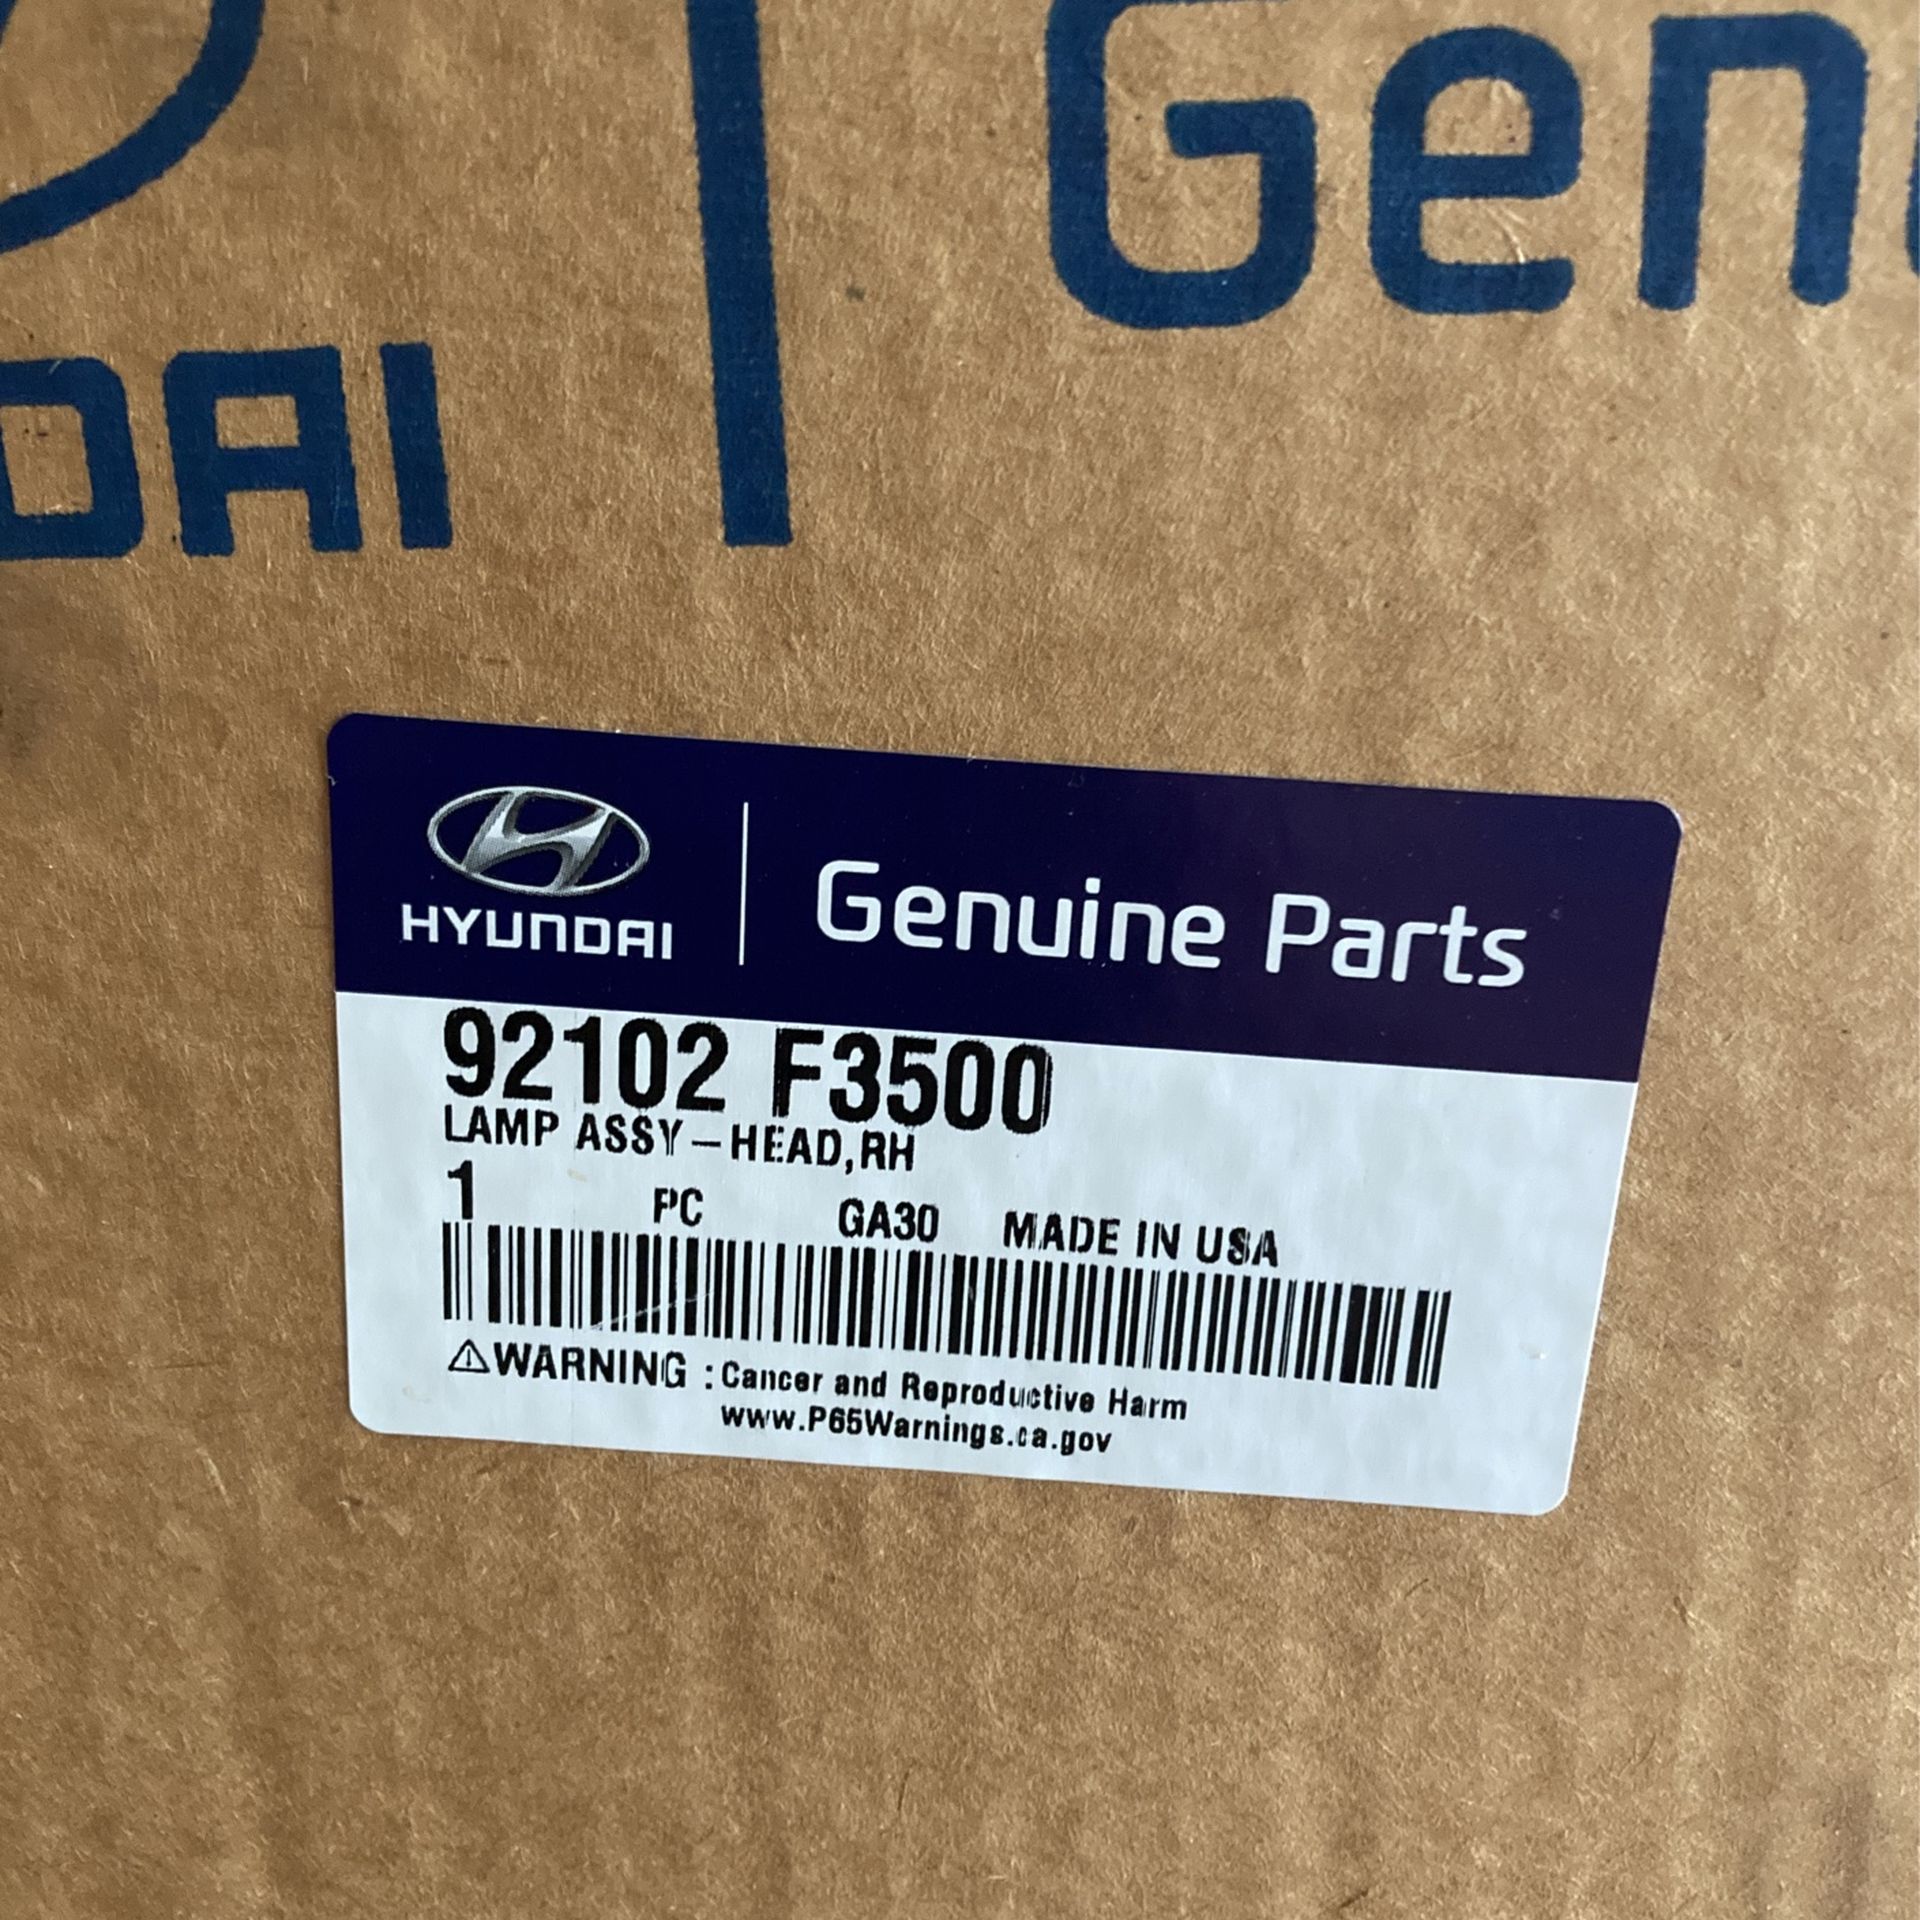 Gen
DAI
HYUNDAI
Genuine Parts
92102 F3500
LAMP ASSY-HEAD,RH
1 PC GA30 MADE IN USA
⚠WARNING : Cancer and Reproductive Harm
www.P65Warnings.ca.gov